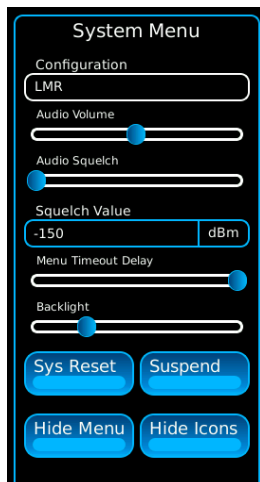 System Menu
Configuration
LMR
Audio Volume
Audio Squelch
Squelch Value
-150 dBm
Menu Timeout Delay
Backlight
Sys Reset Suspend
Hide Menu Hide Icons